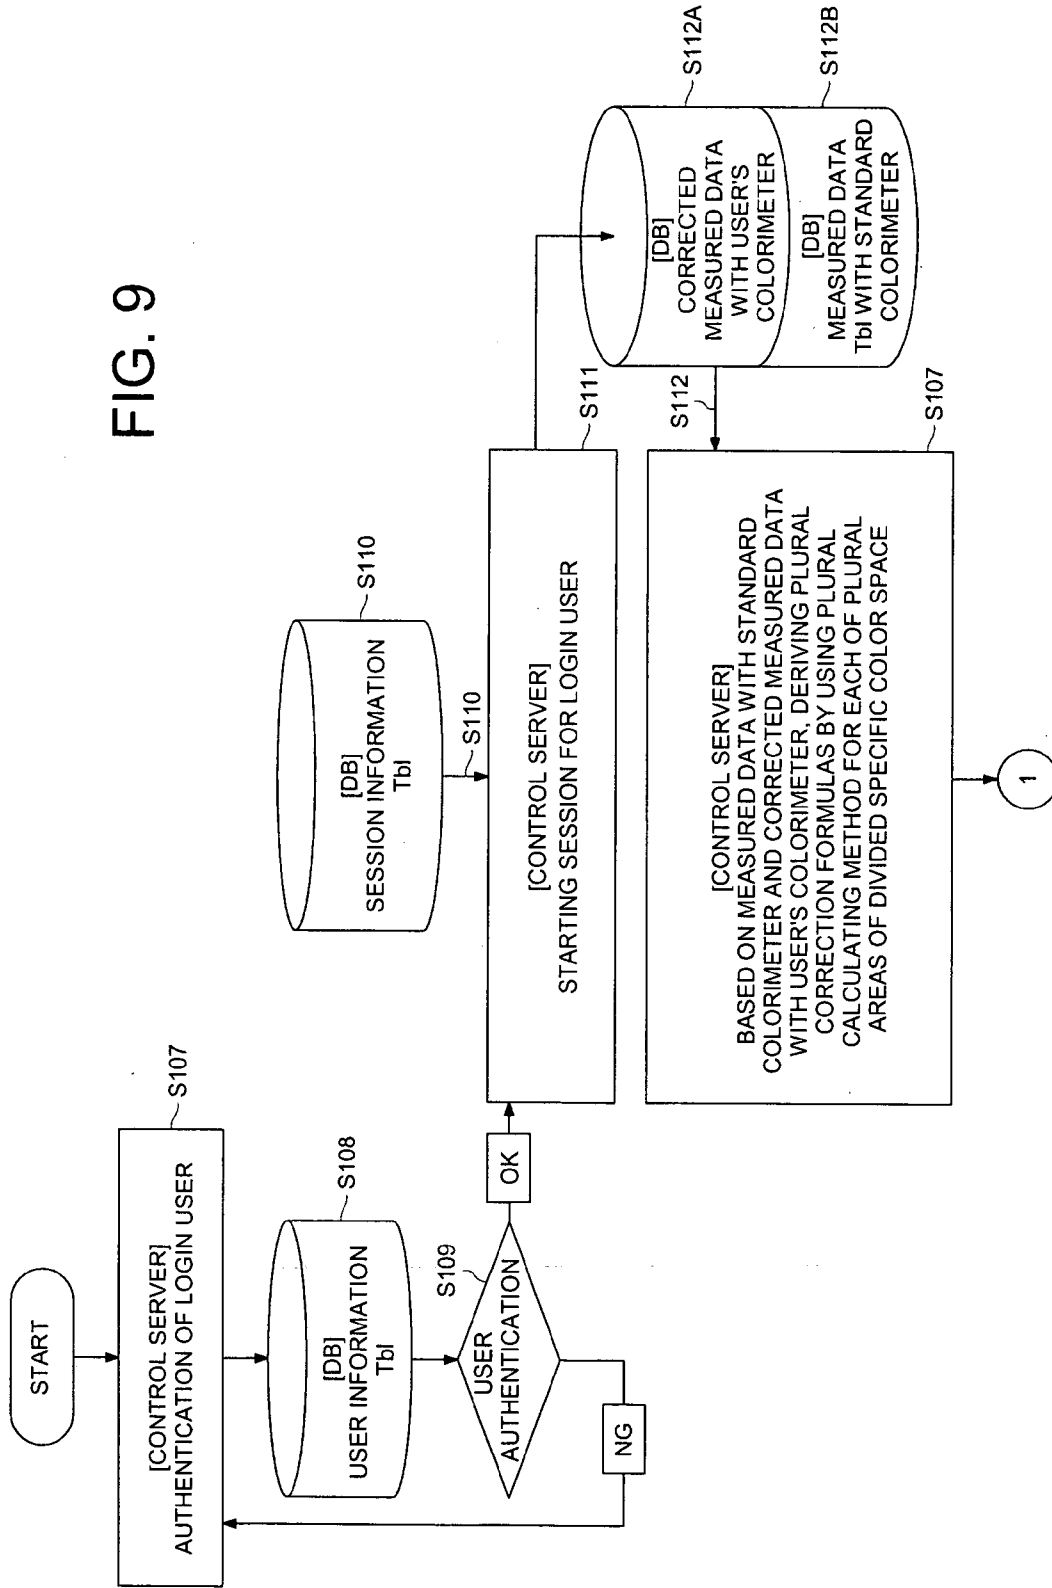 FIG. 9
START
[CONTROL SERVER]
AUTHENTICATION OF LOGIN USER
S107
[DB]
USER INFORMATION
Tbl
S108
USER
AUTHENTICATION
S109
OK
NG
[DB]
SESSION INFORMATION
Tbl
S110
S110
[CONTROL SERVER]
STARTING SESSION FOR LOGIN USER
S111
[DB]
CORRECTED
MEASURED DATA
WITH USER'S
COLORIMETER
S112A
[DB]
MEASURED DATA
Tbl WITH STANDARD
COLORIMETER
S112B
S112
[CONTROL SERVER]
BASED ON MEASURED DATA WITH STANDARD
COLORIMETER AND CORRECTED MEASURED DATA
WITH USER'S COLORIMETER, DERIVING PLURAL
CORRECTION FORMULAS BY USING PLURAL
CALCULATING METHOD FOR EACH OF PLURAL
AREAS OF DIVIDED SPECIFIC COLOR SPACE
S107
1